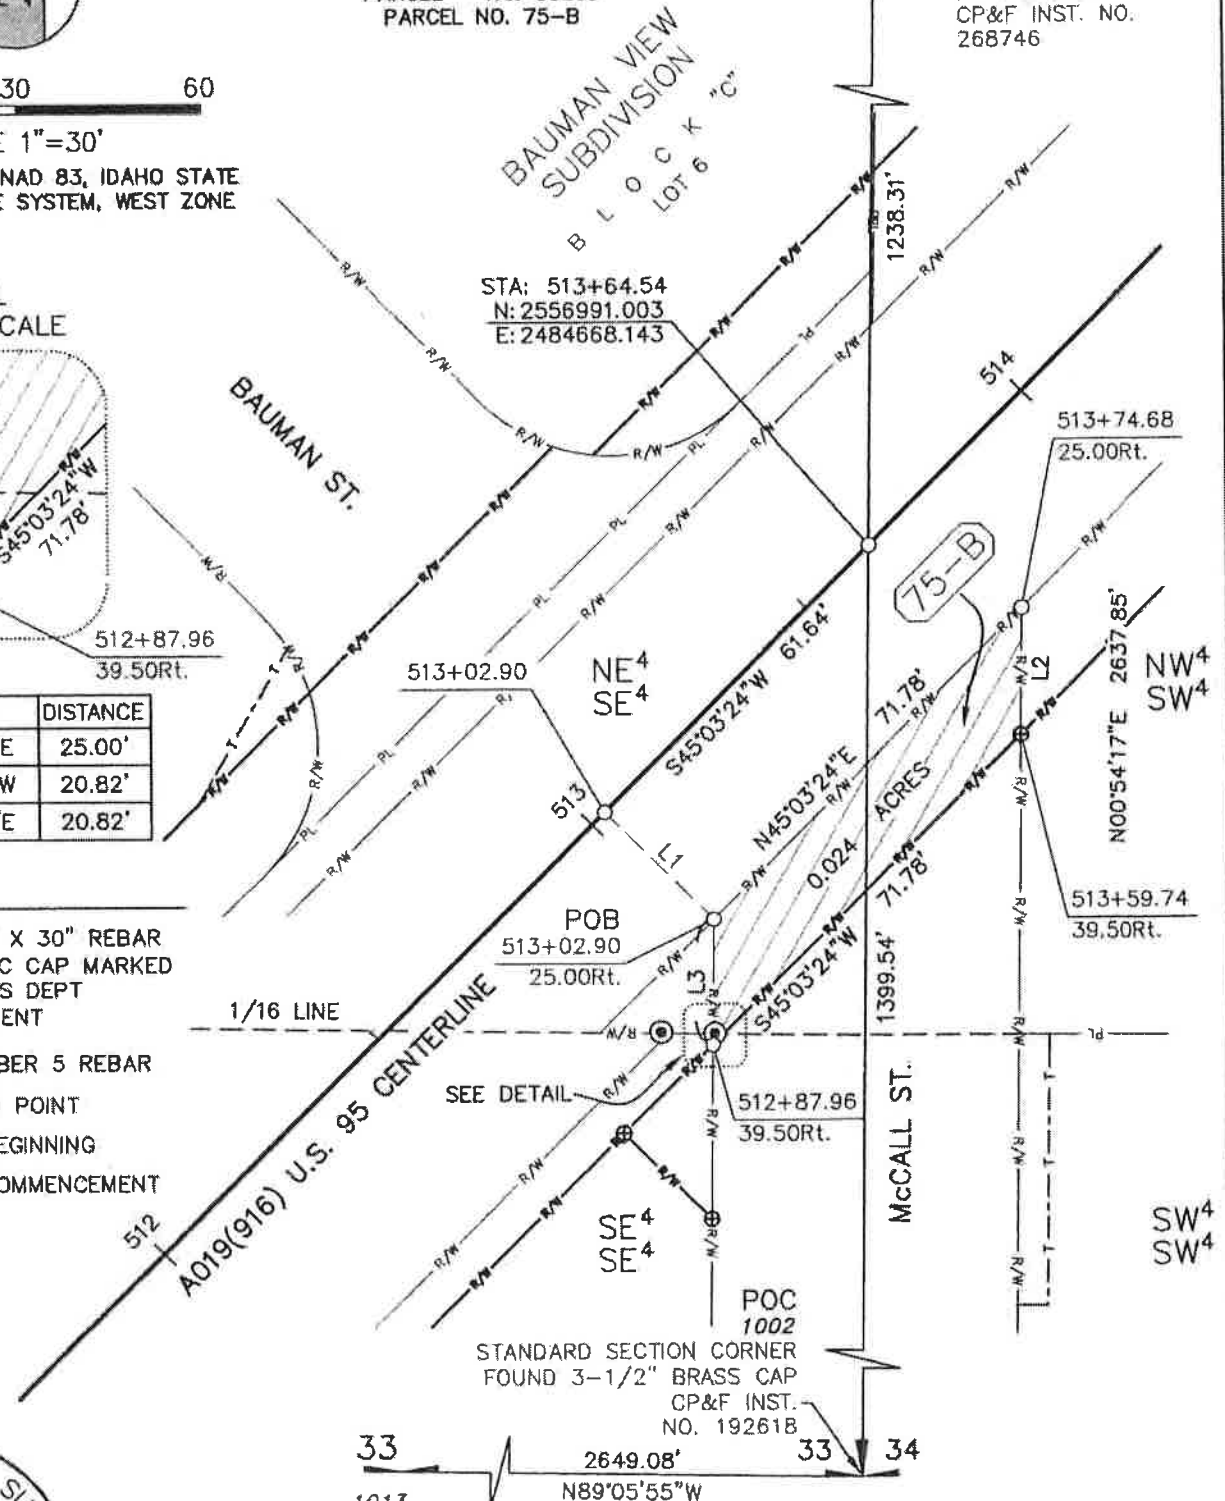 PARCEL NO. 75-B
CP&F INST. NO.
268746
30
60
1"=30'
NAD 83, IDAHO STATE
SYSTEM, WEST ZONE
BAUMAN VIEW
SUBDIVISION
BLOCK "C"
LOT 6
1238.31'
STA: 513+64.54
N: 2556991.003
E: 2484668.143
CALE
BAUMAN ST.
514
513+74.68
25.00Rt.
S45°03'24"W
71.78'
512+87.96
39.50Rt.
75-B
513+02.90
NE4
SE4
S45°03'24"W 61.64'
71.78'
N45°03'24"E
L2
N00°54'17"E 2637.85'
NW4
SW4
DISTANCE
E 25.00'
W 20.82'
E 20.82'
513
L1
0.024 ACRES
71.78'
S45°03'24"W
POB
513+02.90
25.00Rt.
L3
513+59.74
39.50Rt.
1399.54'
X 30" REBAR
C CAP MARKED
S DEPT
ENT
BER 5 REBAR
POINT
EGINNING
OMMENCEMENT
1/16 LINE
SEE DETAIL
512+87.96
39.50Rt.
McCALL ST.
512
A019(916) U.S. 95 CENTERLINE
SE4
SE4
SW4
SW4
R/W
PL
T
POC
1002
STANDARD SECTION CORNER
FOUND 3-1/2" BRASS CAP
CP&F INST.
NO. 192618
33
2649.08'
33
34
N89°05'55"W